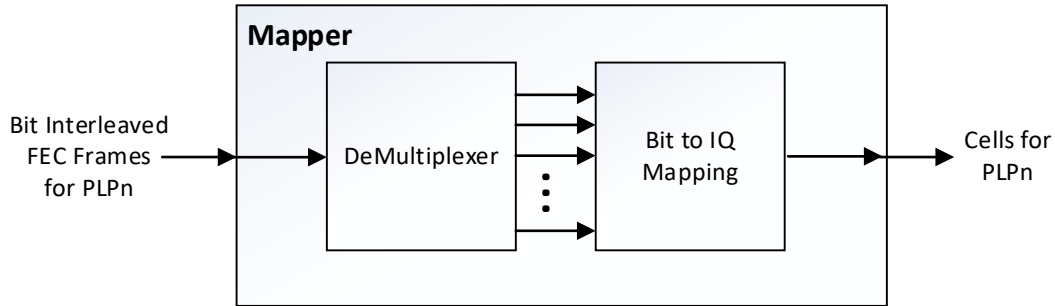 Mapper
Bit Interleaved
FEC Frames
for PLPn
DeMultiplexer
Bit to IQ
Mapping
Cells for
PLPn